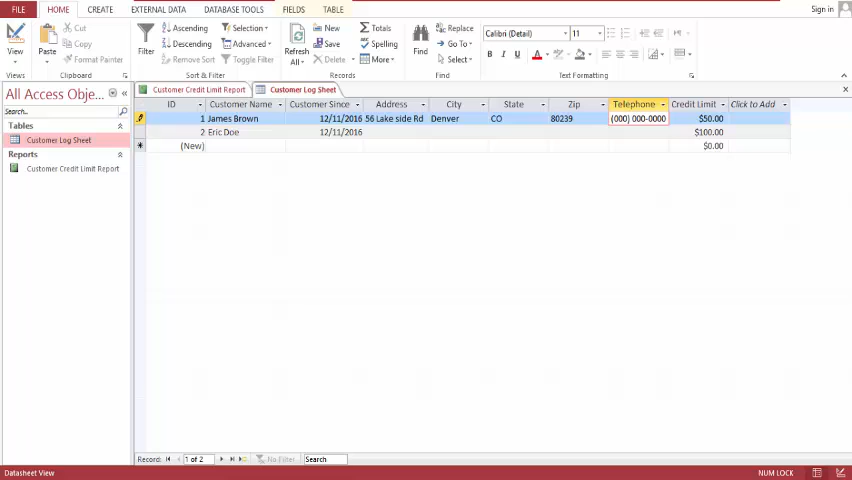 FILE HOME CREATE EXTERNAL DATA DATABASE TOOLS FIELDS TABLE Sign in
View Paste Cut Copy Format Painter Filter Ascending Descending Remove Sort Selection Advanced Toggle Filter Refresh All New Save Delete Totals Spelling More Find Replace Go To Select Calibri (Detail) 11 B I U A
Views Clipboard Sort & Filter Records Find Text Formatting
All Access Obje... Customer Credit Limit Report Customer Log Sheet
Search... ID Customer Name Customer Since Address City State Zip Telephone Credit Limit Click to Add
Tables 1 James Brown 12/11/2016 56 Lake side Rd Denver CO 80239 (000) 000-0000 $50.00
Customer Log Sheet 2 Eric Doe 12/11/2016 $100.00
Reports (New) $0.00
Customer Credit Limit Report
Record: 1 of 2 No Filter Search
Datasheet View NUM LOCK